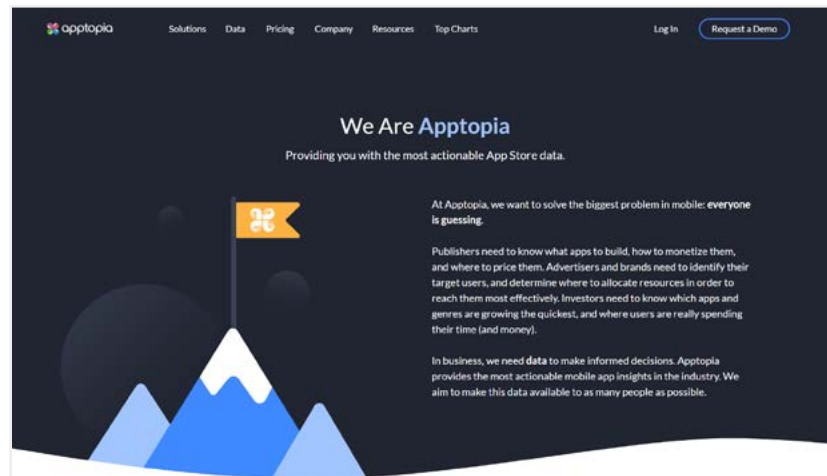 apptopia
Solutions Data Pricing Company Resources Top Charts Log In Request a Demo
We Are Apptopia
Providing you with the most actionable App Store data.
At Apptopia, we want to solve the biggest problem in mobile: everyone
is guessing.
Publishers need to know what apps to build, how to monetize them,
and where to price them. Advertisers and brands need to identify their
target users, and determine where to allocate resources in order to
reach them most effectively. Investors need to know which apps and
genres are growing the quickest, and where users are really spending
their time (and money).
In business, we need data to make informed decisions. Apptopia
provides the most actionable mobile app insights in the industry. We
aim to make this data available to as many people as possible.